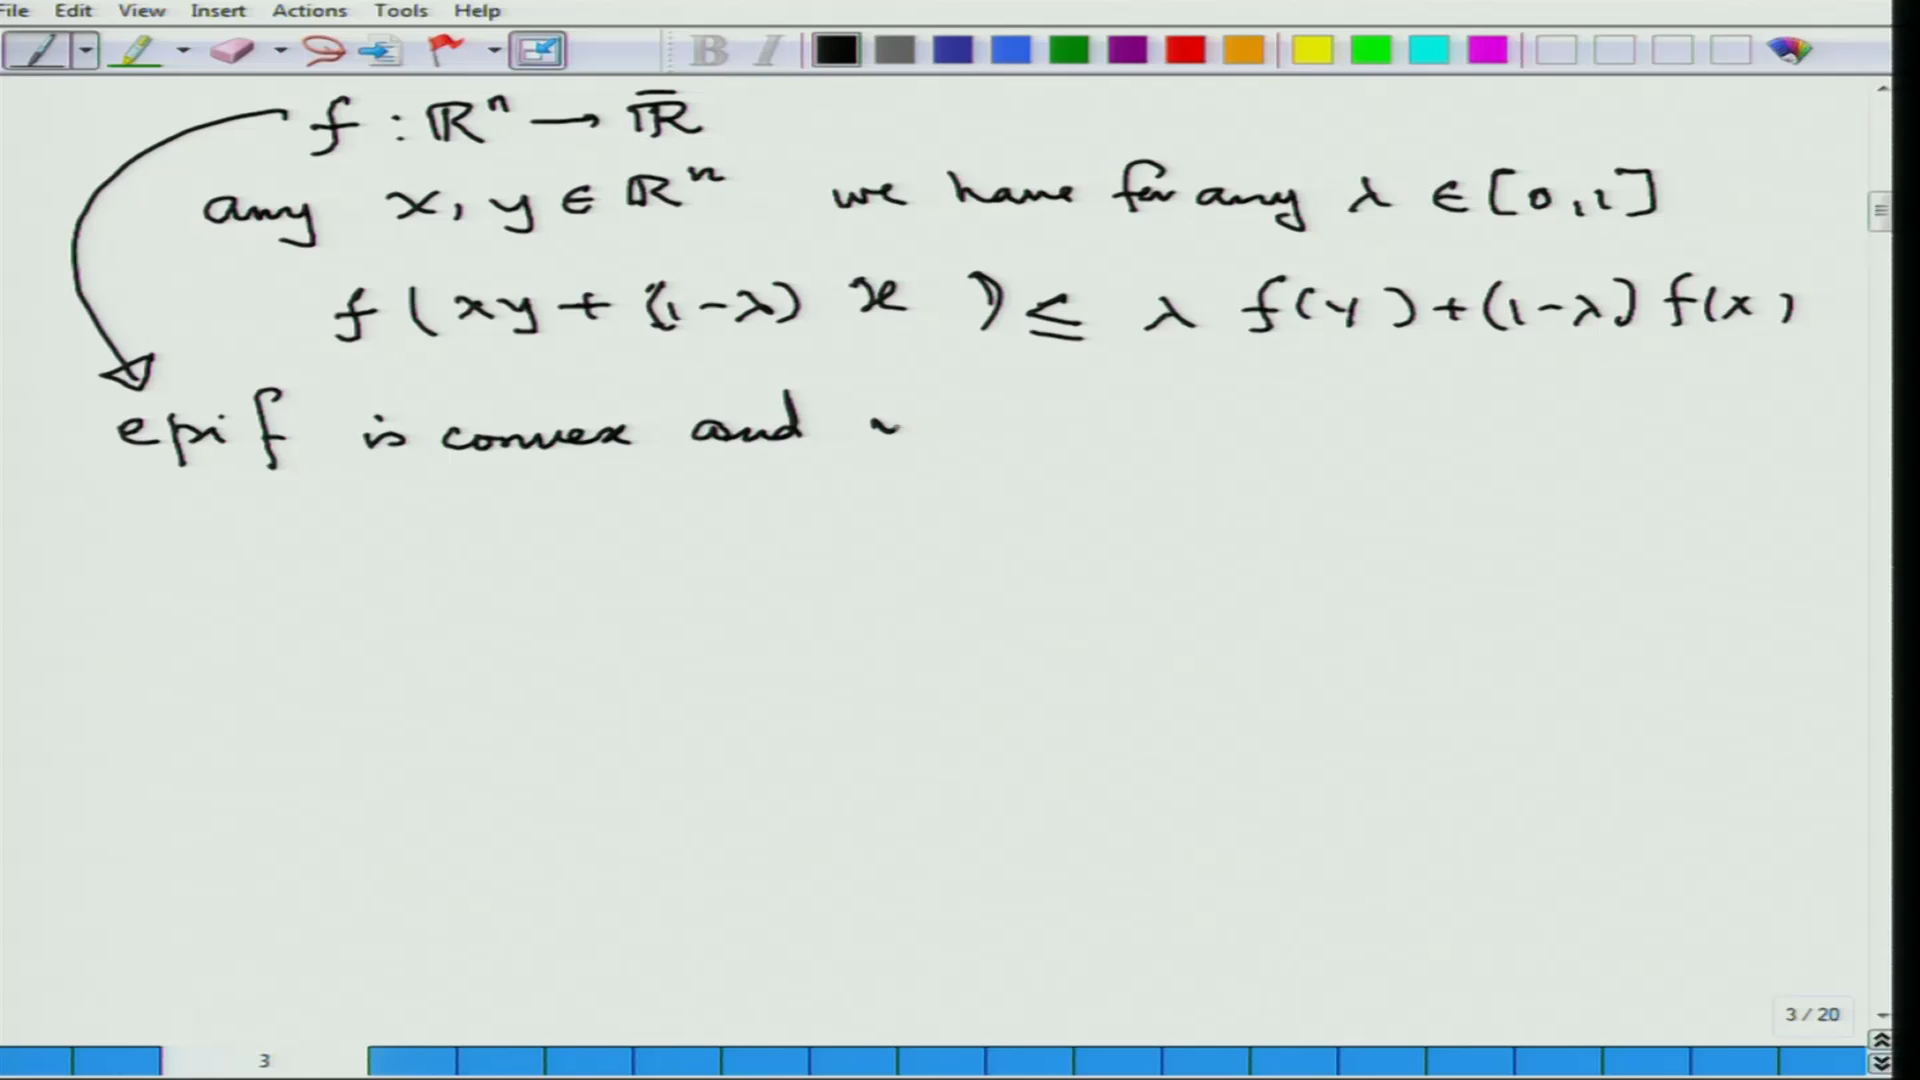 File Edit View Insert Actions Tools Help
B I
f : ℝⁿ → ℝ̄
any x, y ∈ ℝⁿ we have for any λ ∈ [0,1]
f(xy + (1-λ) x ) ≤ λ f(y) + (1-λ) f(x)
epi f is convex and
3 / 20
3